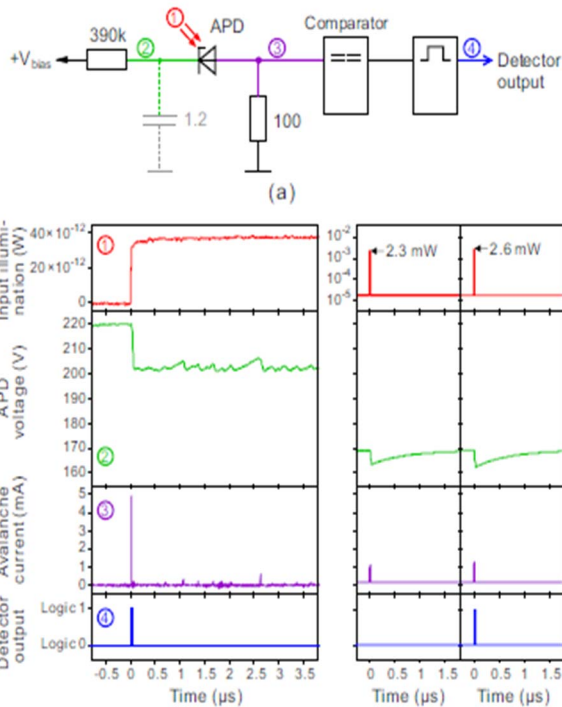 ① APD Comparator
390k ② ③ ④ Detector
+Vbias output
1.2 100
(a)
Input illumi-
nation (W)
40×10-12
20×10-12
0
①
10-2
10-3
10-4
10-5
2.3 mW
2.6 mW
APD
voltage (V)
220
210
200
190
180
170
160
②
Avalanche
current (mA)
5
4
3
2
1
0
③
Detector
output
Logic 1
Logic 0
④
-0.5 0 0.5 1 1.5 2 2.5 3 3.5
0 0.5 1 1.5 0 0.5 1 1.5
Time (µs) Time (µs) Time (µs)